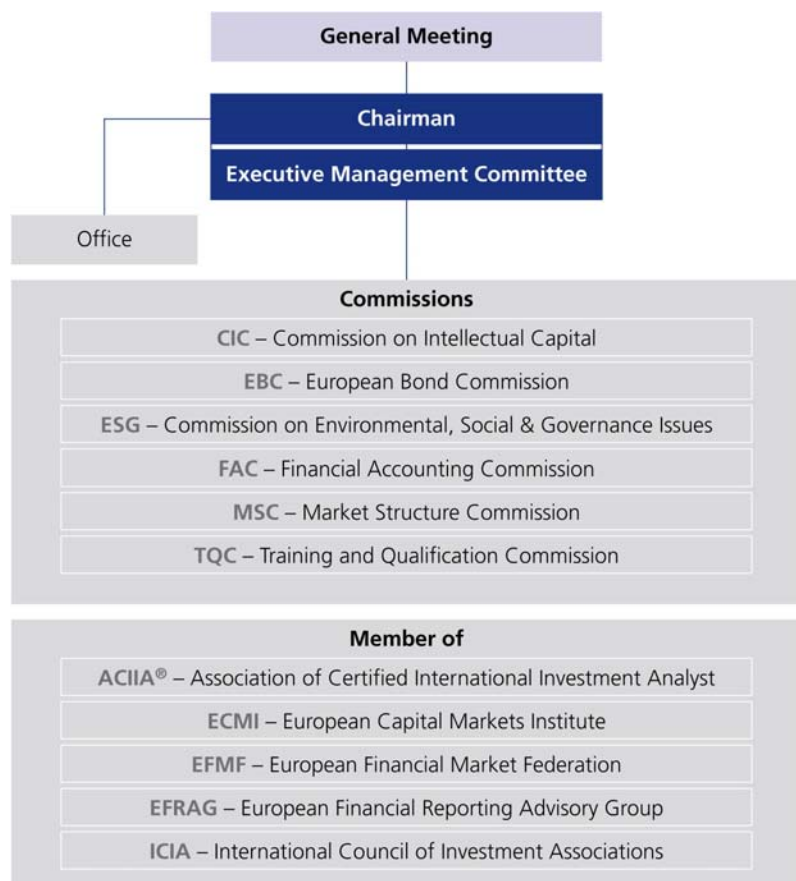 General Meeting
Chairman
Executive Management Committee
Office
Commissions
CIC – Commission on Intellectual Capital
EBC – European Bond Commission
ESG – Commission on Environmental, Social & Governance Issues
FAC – Financial Accounting Commission
MSC – Market Structure Commission
TQC – Training and Qualification Commission
Member of
ACIIA® – Association of Certified International Investment Analyst
ECMI – European Capital Markets Institute
EFMF – European Financial Market Federation
EFRAG – European Financial Reporting Advisory Group
ICIA – International Council of Investment Associations